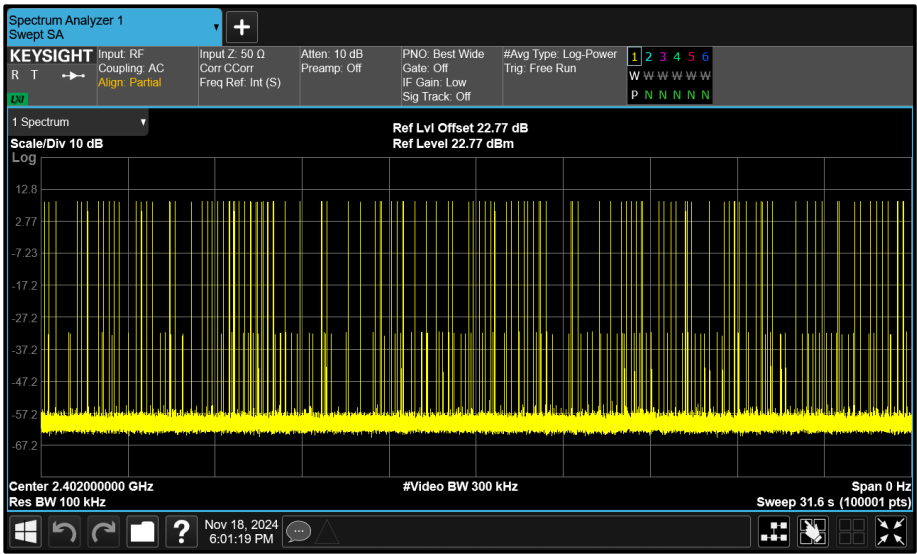 Spectrum Analyzer 1
Swept SA
+
KEYSIGHT
R T
LXI
Input: RF
Coupling: AC
Align: Partial
Input Z: 50 Ω
Corr CCorr
Freq Ref: Int (S)
Atten: 10 dB
Preamp: Off
PNO: Best Wide
Gate: Off
IF Gain: Low
Sig Track: Off
#Avg Type: Log-Power
Trig: Free Run
1 2 3 4 5 6
W W W W W W
P N N N N N
1 Spectrum
Scale/Div 10 dB
Ref Lvl Offset 22.77 dB
Ref Level 22.77 dBm
Log
12.8
2.77
-7.23
-17.2
-27.2
-37.2
-47.2
-57.2
-67.2
Center 2.402000000 GHz
#Video BW 300 kHz
Span 0 Hz
Res BW 100 kHz
Sweep 31.6 s (100001 pts)
?
Nov 18, 2024
6:01:19 PM